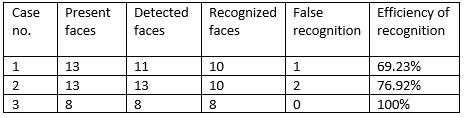 Case no. Present faces Detected faces Recognized faces False recognition Efficiency of recognition
1 13 11 10 1 69.23%
2 13 13 10 2 76.92%
3 8 8 8 0 100%